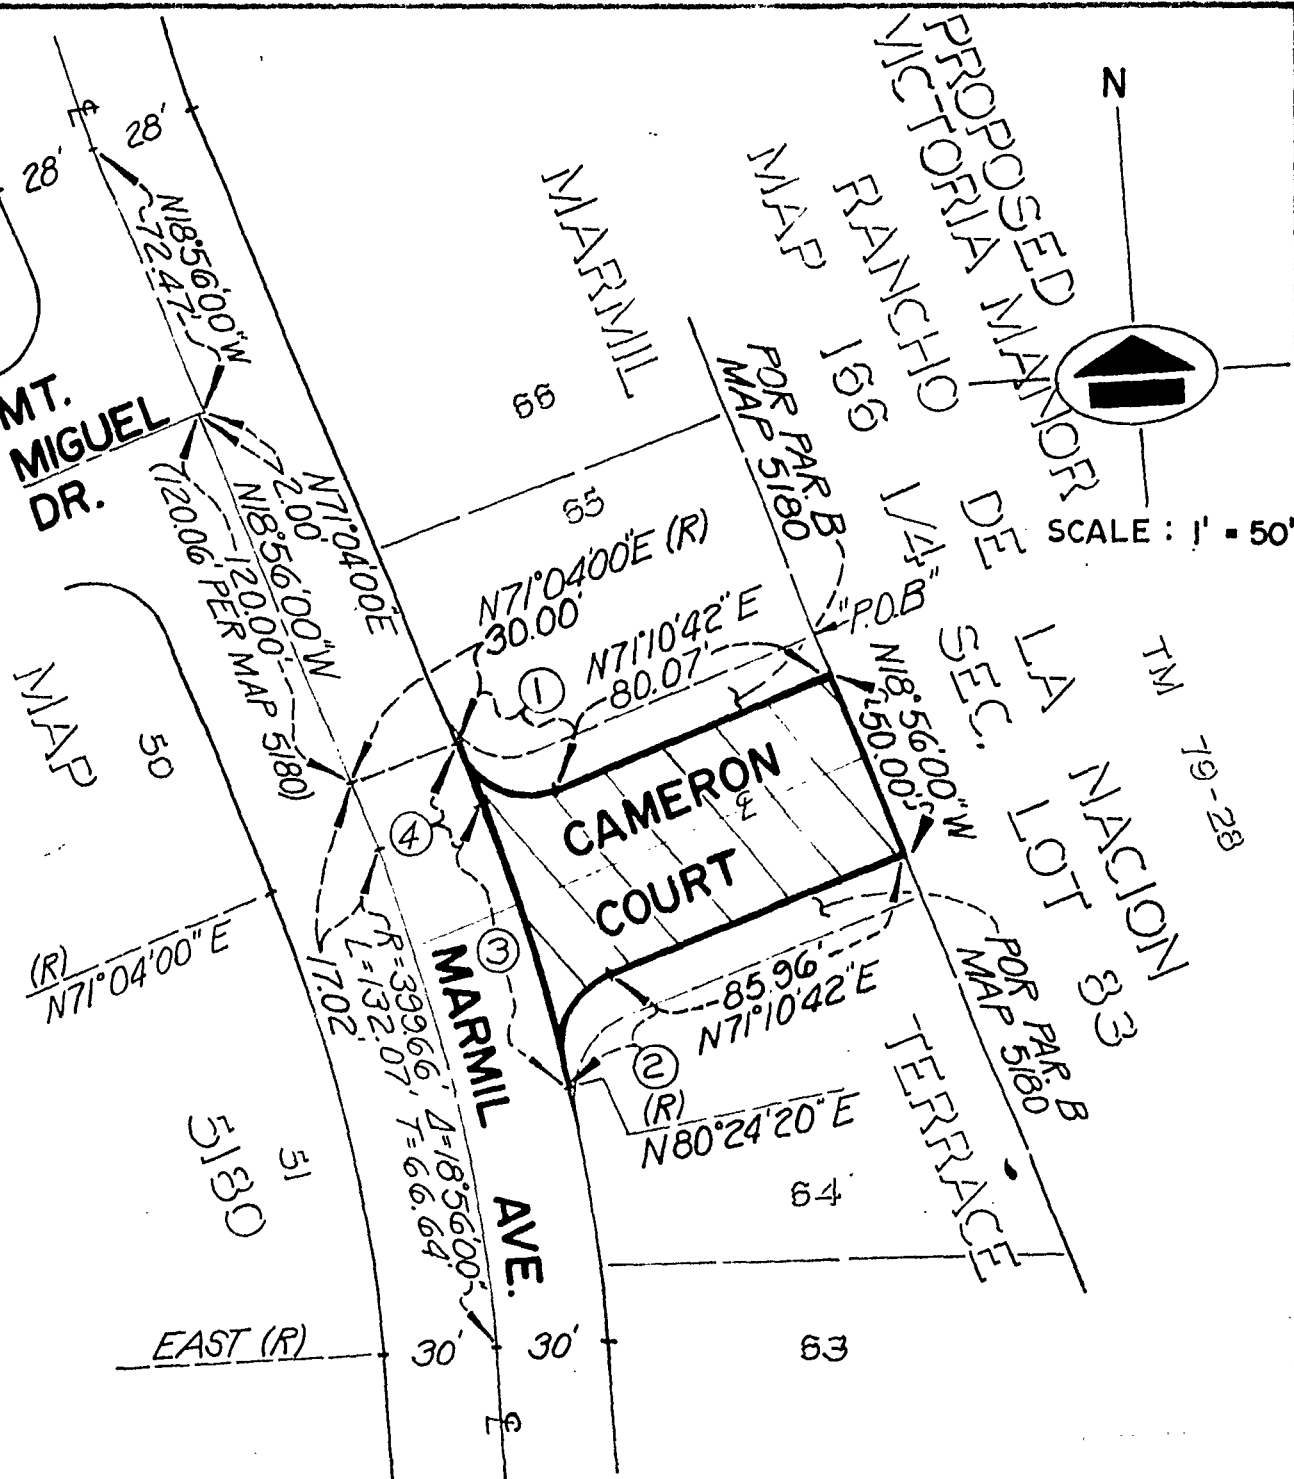 28'
28'
N18°56'00"W
72.47'
MT.
MIGUEL
DR.
(120.06' PER MAP 5180)
120.00'
N18°56'00"W
2.00'
N71°04'00"E
MARMIL
66
65
MAP 166
RANCHO DE LA NACION
1/4 SEC. LOT 83
PROPOSED
VICTORIA MANOR
TM 79-28
N
SCALE : 1' = 50'
POR PAR. B
MAP 5180
"P.O.B"
N71°04'00"E (R)
30.00'
N71°10'42"E
80.07'
1
N18°56'00"W
50.00'
CAMERON
COURT
4
3
2
MAP
5180
50
51
(R)
N71°04'00"E
17.02'
R=399.66' Δ=18°56'00"
L=132.07' T=66.64'
MARMIL AVE.
85.96'
N71°10'42"E
(R)
N80°24'20"E
POR PAR. B
MAP 5180
TERRACE
64
63
EAST (R)
30'
30'